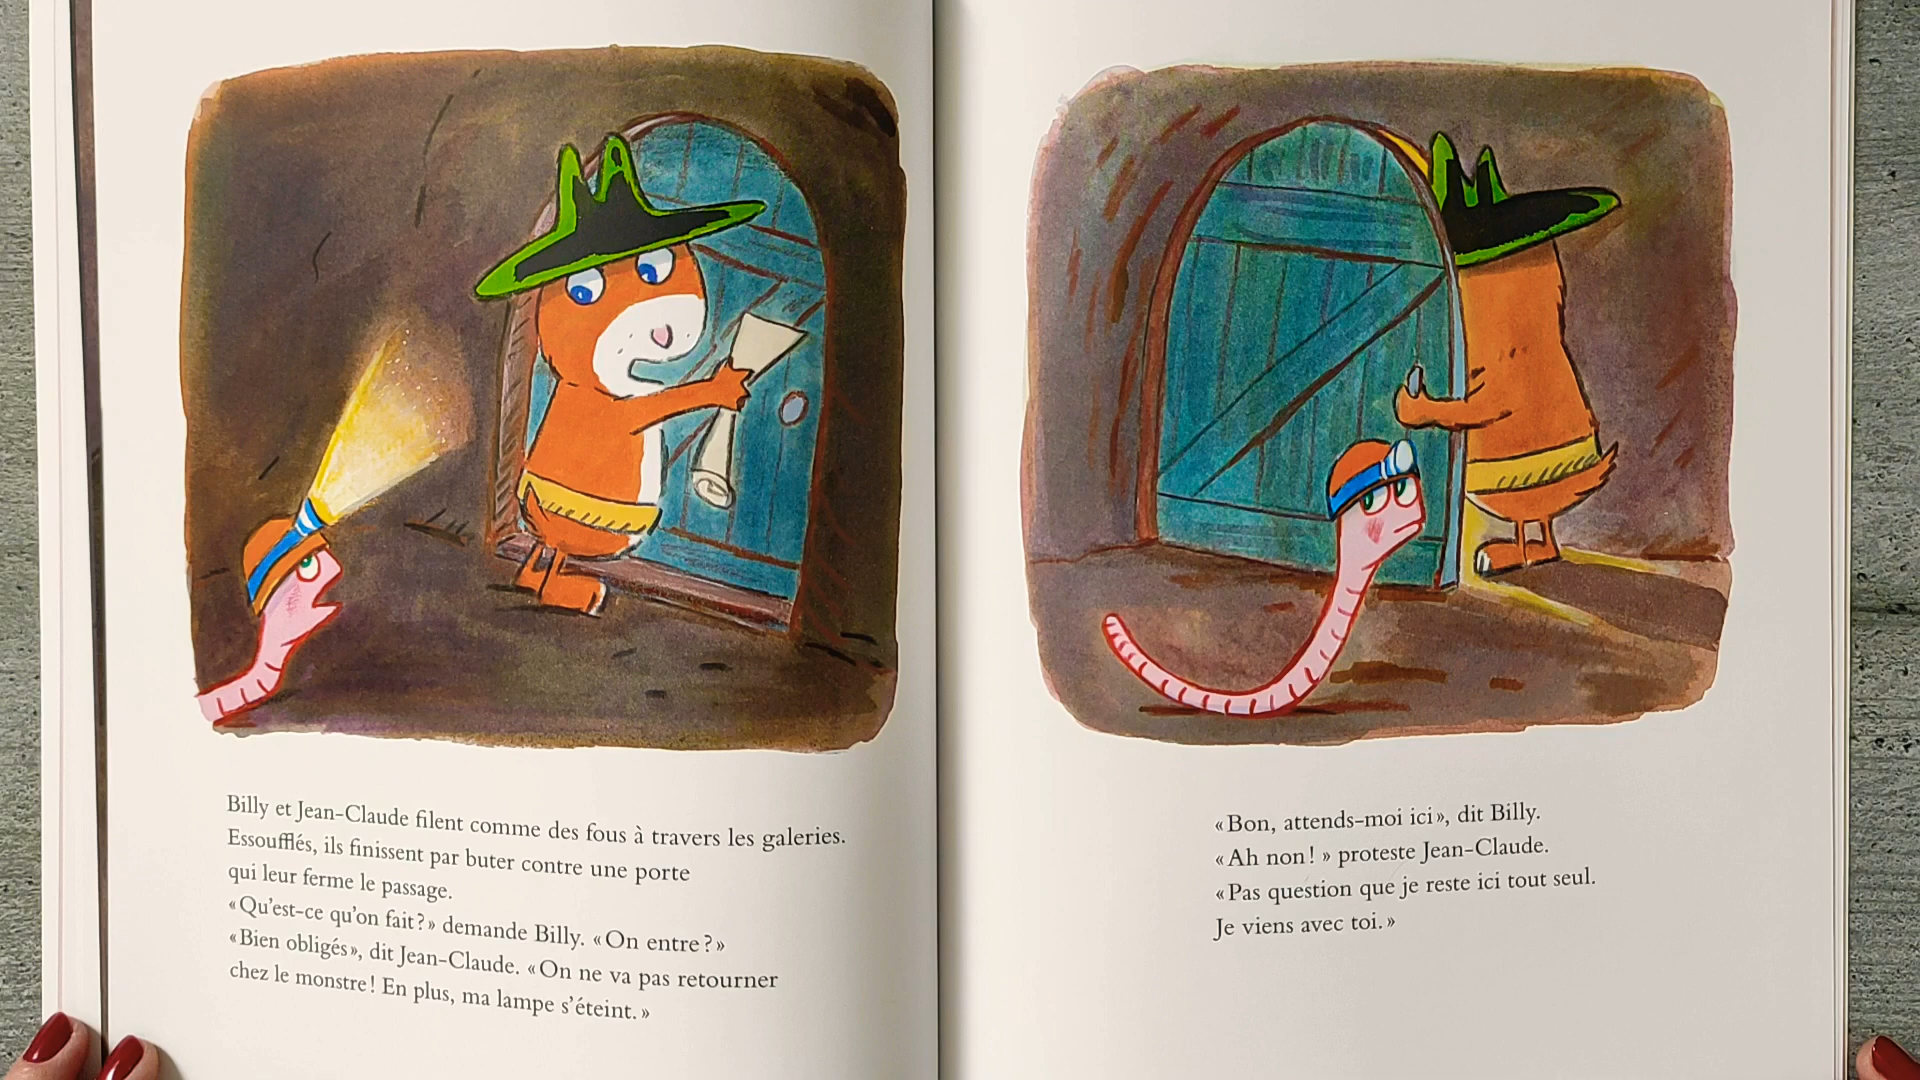 Billy et Jean-Claude filent comme des fous à travers les galeries.
Essoufflés, ils finissent par buter contre une porte
qui leur ferme le passage.
«Qu'est-ce qu'on fait?» demande Billy. «On entre?»
«Bien obligés», dit Jean-Claude. «On ne va pas retourner
chez le monstre! En plus, ma lampe s'éteint.»
«Bon, attends-moi ici», dit Billy.
«Ah non!» proteste Jean-Claude.
«Pas question que je reste ici tout seul.
Je viens avec toi.»